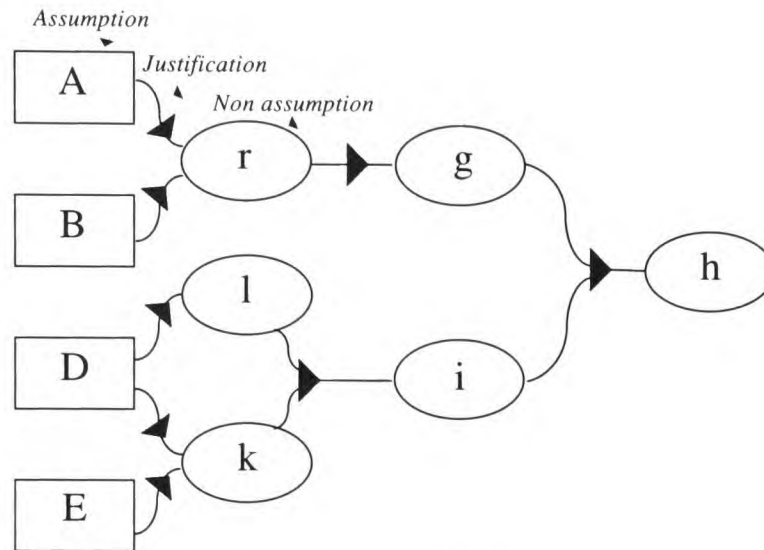 Assumption
A
Justification
Non assumption
r
g
B
h
l
D
i
k
E